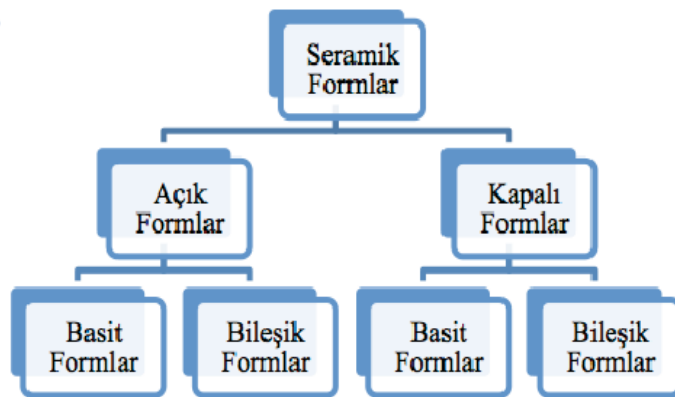 Seramik
Formlar
Açık
Formlar
Kapalı
Formlar
Basit
Formlar
Bileşik
Formlar
Basit
Formlar
Bileşik
Formlar